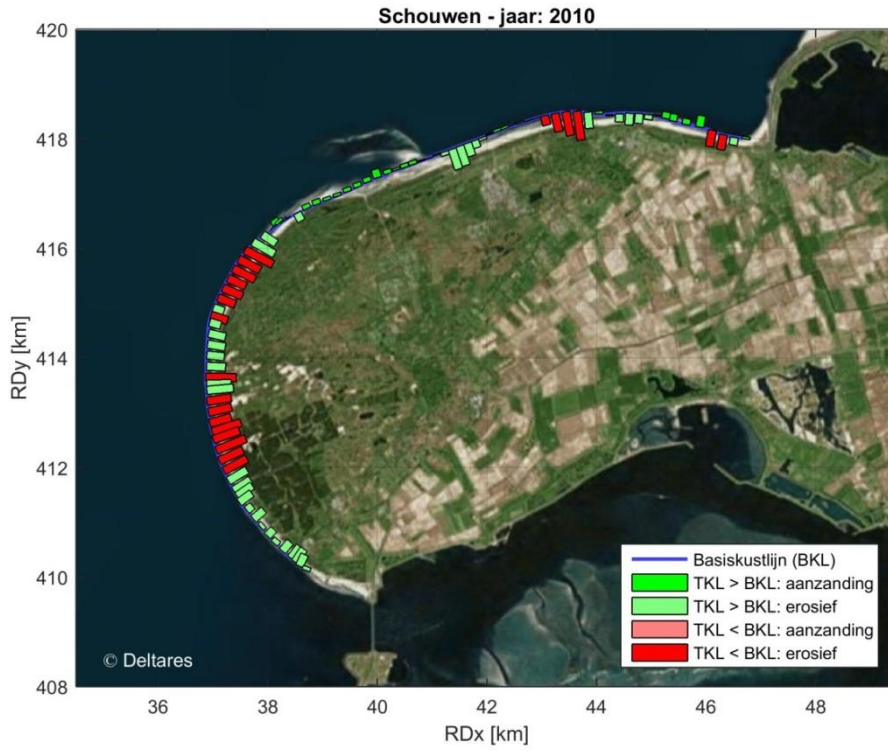 Schouwen - jaar: 2010
420
418
416
414
412
410
408
RDy [km]
36
38
40
42
44
46
48
RDx [km]
Basiskustlijn (BKL)
TKL > BKL: aanzanding
TKL > BKL: erosief
TKL < BKL: aanzanding
TKL < BKL: erosief
© Deltares